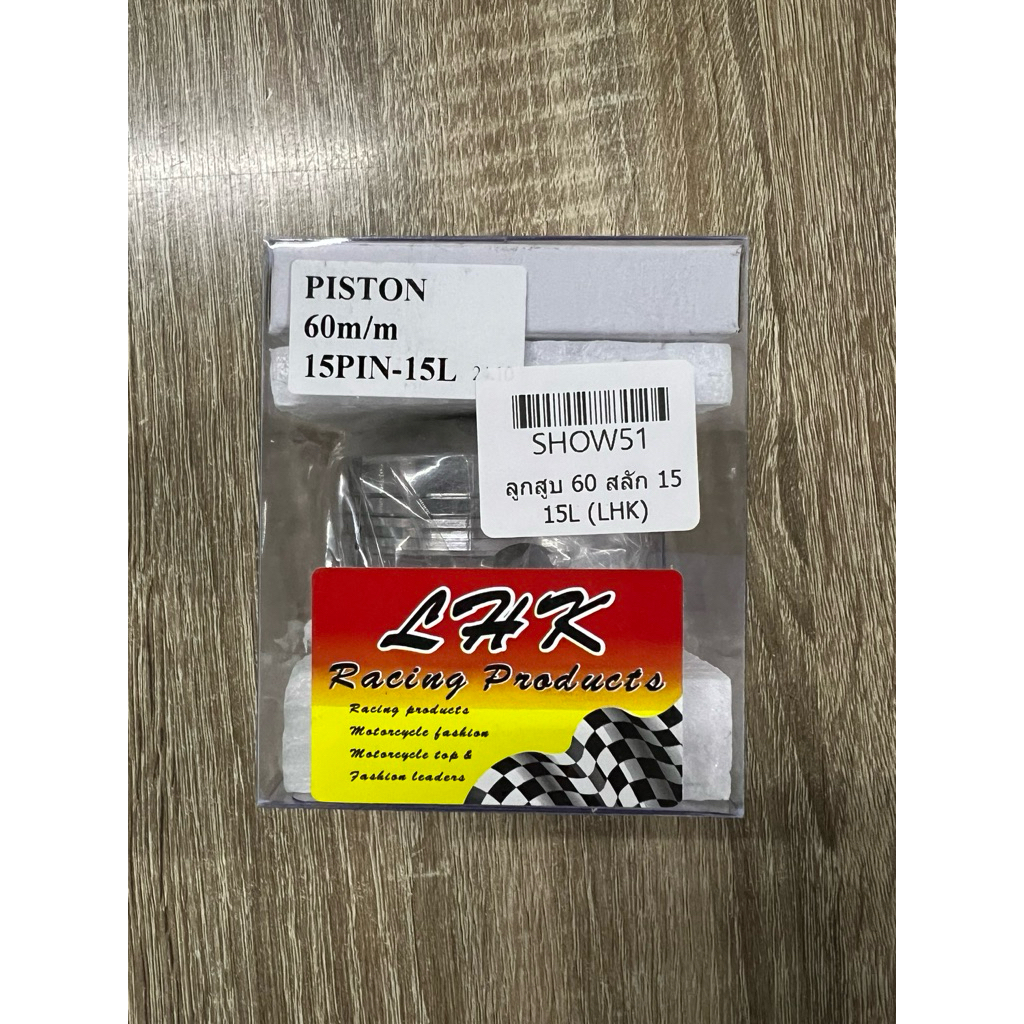 PISTON
60m/m
15PIN-15L
SHOW51
ลูกสูบ 60 สลัก 15
15L (LHK)
LHK
Racing Products
Racing products
Motorcycle fashion
Motorcycle top &
Fashion leaders